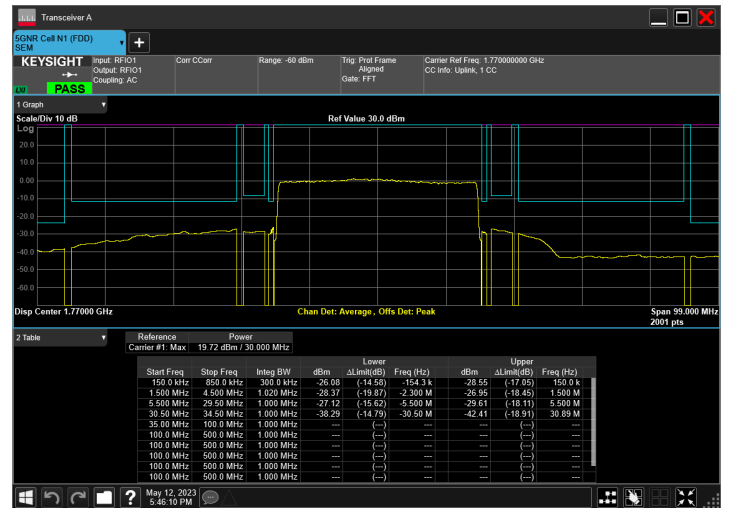 Transceiver A
5GNR Cell N1 (FDD)
SEM
+
KEYSIGHT
LXI
PASS
Input: RFIO1
Output: RFIO1
Coupling: AC
Corr CCorr
Range: -60 dBm
Trig: Prot Frame
Aligned
Gate: FFT
Carrier Ref Freq: 1.770000000 GHz
CC Info: Uplink, 1 CC
1 Graph
Scale/Div 10 dB
Ref Value 30.0 dBm
Log
20.0
10.0
0.00
-10.0
-20.0
-30.0
-40.0
-50.0
-60.0
Disp Center 1.77000 GHz
Chan Det: Average, Offs Det: Peak
Span 99.000 MHz
2001 pts
2 Table
Reference Power
Carrier #1: Max 19.72 dBm / 30.000 MHz
Lower Upper
Start Freq Stop Freq Integ BW dBm ΔLimit(dB) Freq (Hz) dBm ΔLimit(dB) Freq (Hz)
150.0 kHz 850.0 kHz 300.0 kHz -26.08 (-14.58) -154.3 k -28.55 (-17.05) 150.0 k
1.500 MHz 4.500 MHz 1.020 MHz -28.37 (-19.87) -2.300 M -26.95 (-18.45) 1.500 M
5.500 MHz 29.50 MHz 1.000 MHz -27.12 (-15.62) -5.500 M -29.61 (-18.11) 5.500 M
30.50 MHz 34.50 MHz 1.000 MHz -38.29 (-14.79) -30.50 M -42.41 (-18.91) 30.89 M
35.00 MHz 100.0 MHz 1.000 MHz --- (---) --- --- (---) ---
100.0 MHz 500.0 MHz 1.000 MHz --- (---) --- --- (---) ---
100.0 MHz 500.0 MHz 1.000 MHz --- (---) --- --- (---) ---
100.0 MHz 500.0 MHz 1.000 MHz --- (---) --- --- (---) ---
100.0 MHz 500.0 MHz 1.000 MHz --- (---) --- --- (---) ---
100.0 MHz 500.0 MHz 1.000 MHz --- (---) --- --- (---) ---
?
May 12, 2023
5:46:10 PM